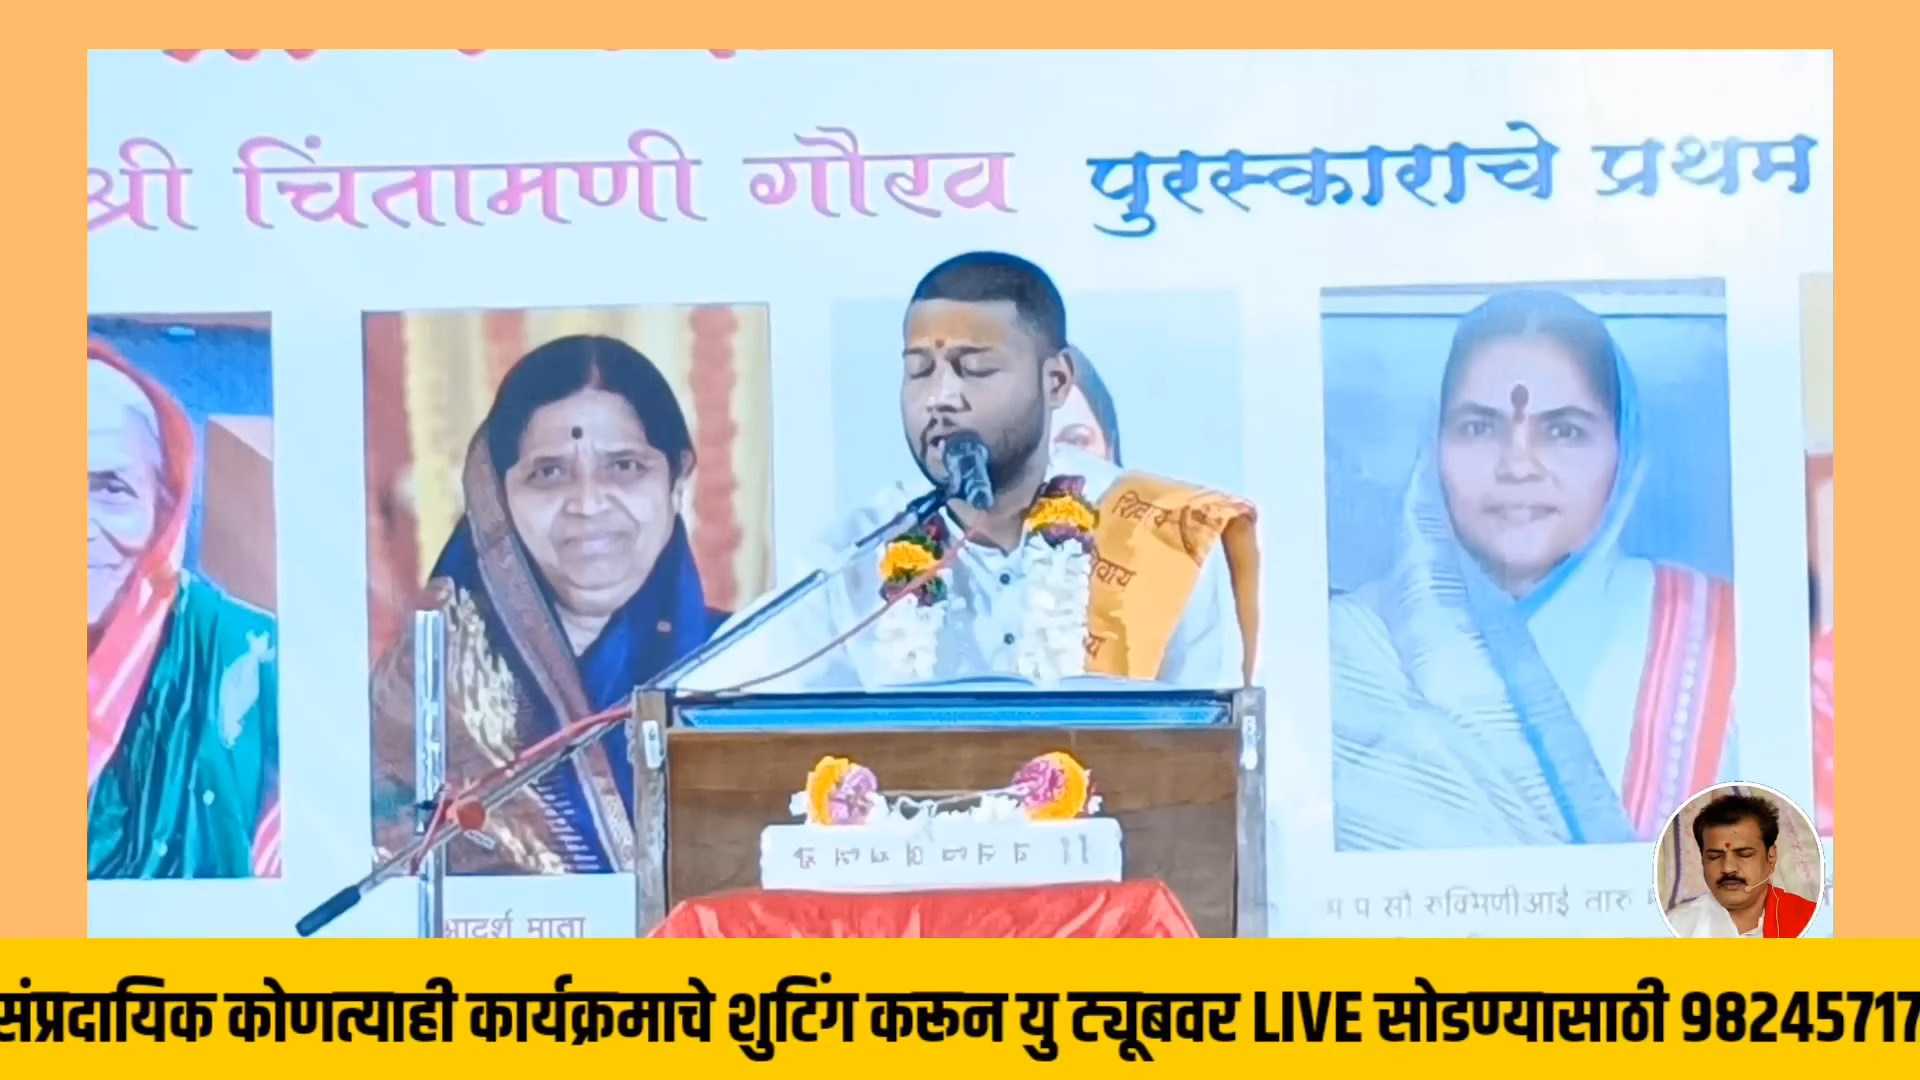 श्री चिंतामणी गौरव पुरस्काराचे प्रथम
शिवाय
वाय
य
आदर्श माता
म प सौ रुक्मिणीआई तारु
संप्रदायिक कोणत्याही कार्यक्रमाचे शुटिंग करून यु ट्यूबवर LIVE सोडण्यासाठी 98245717